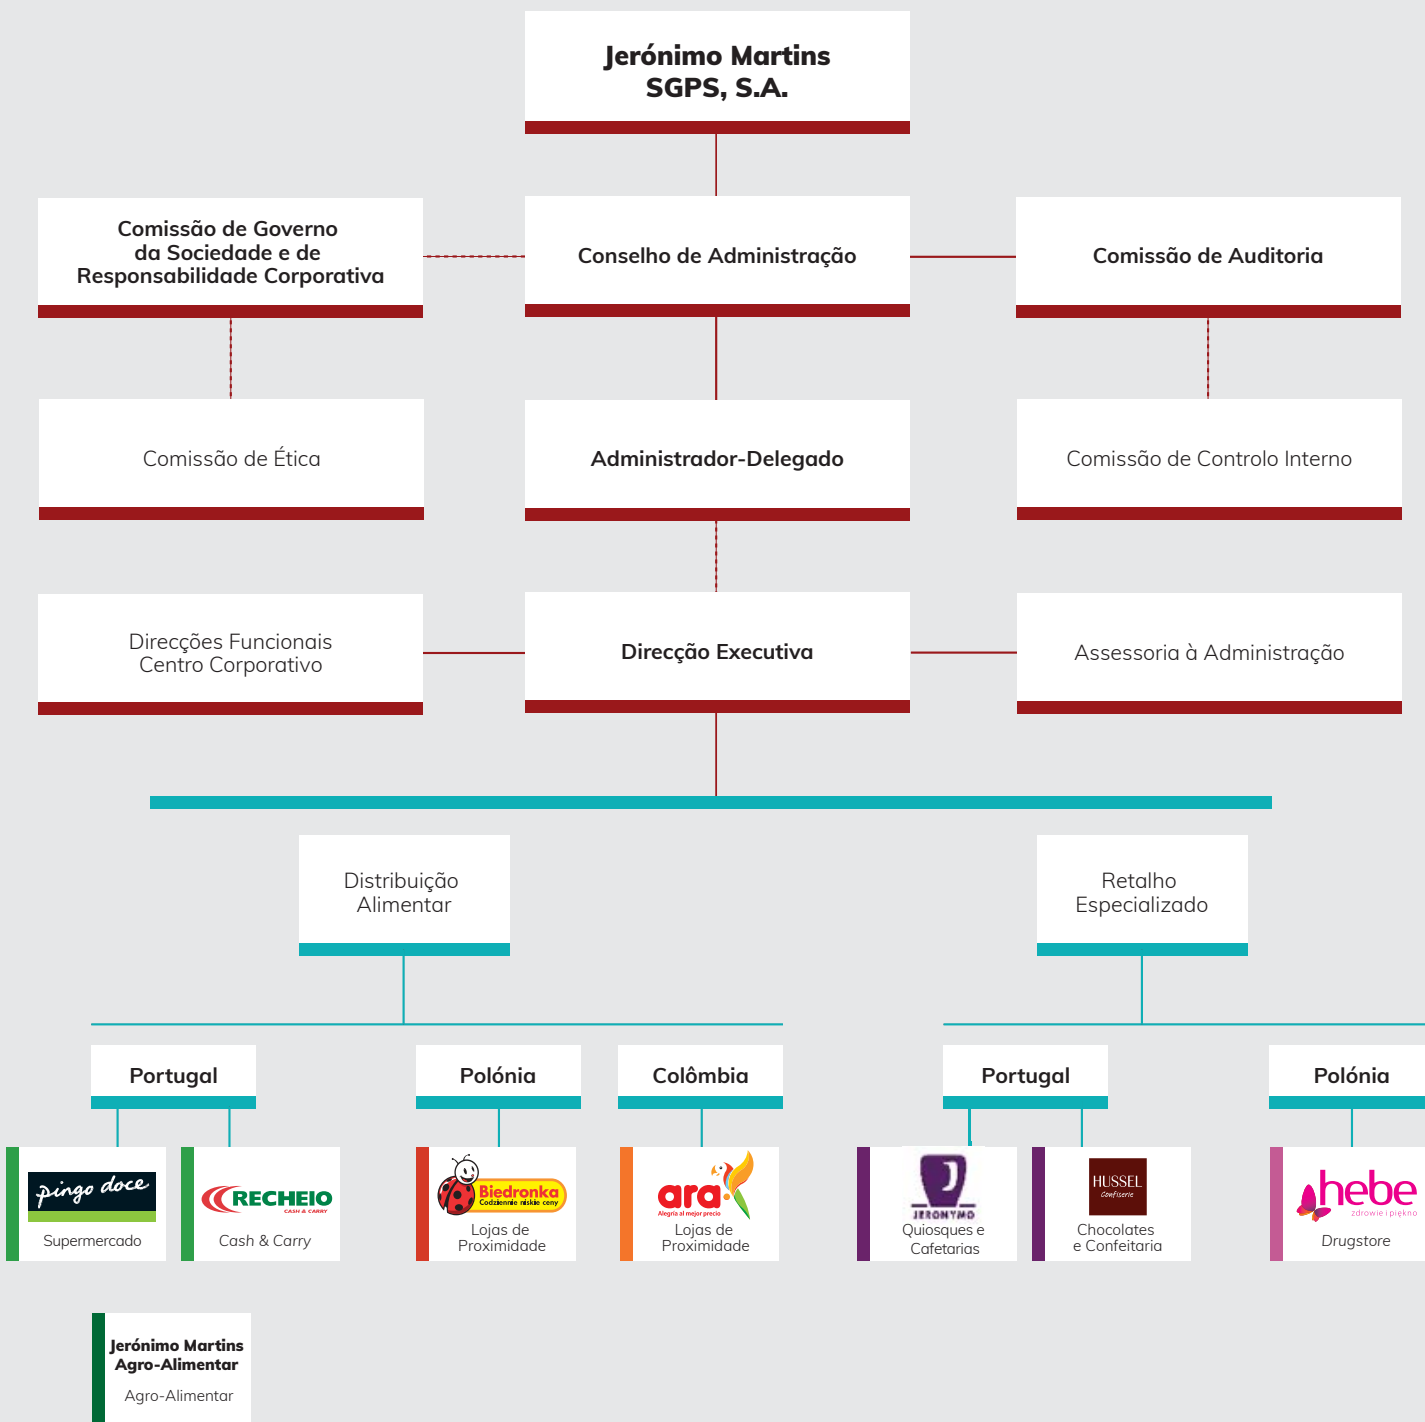 Jerónimo Martins
SGPS, S.A.
Comissão de Governo
da Sociedade e de
Responsabilidade Corporativa
Conselho de Administração
Comissão de Auditoria
Comissão de Ética
Administrador-Delegado
Comissão de Controlo Interno
Direcções Funcionais
Centro Corporativo
Direcção Executiva
Assessoria à Administração
Distribuição
Alimentar
Retalho
Especializado
Portugal
Polónia
Colômbia
Portugal
Polónia
pingo doce
Supermercado
RECHEIO
CASH & CARRY
Cash & Carry
Biedronka
Codziennie niskie ceny
Lojas de
Proximidade
ara
Alegría al mejor precio
Lojas de
Proximidade
JERONYMO
Quiosques e
Cafetarias
HUSSEL
Confiserie
Chocolates
e Confeitaria
hebe
zdrowie i piękno
Drugstore
Jerónimo Martins
Agro-Alimentar
Agro-Alimentar